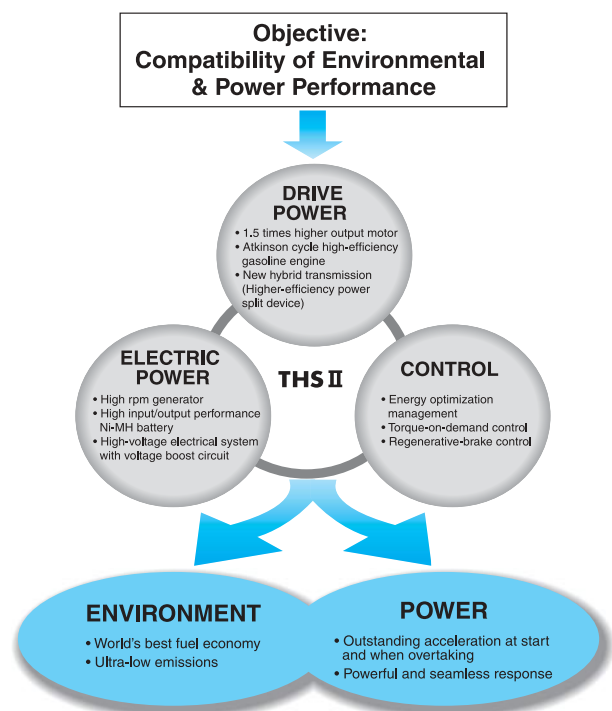 Objective:
Compatibility of Environmental
& Power Performance
DRIVE
POWER
• 1.5 times higher output motor
• Atkinson cycle high-efficiency
gasoline engine
• New hybrid transmission
(Higher-efficiency power
split device)
ELECTRIC
POWER
• High rpm generator
• High input/output performance
Ni-MH battery
• High-voltage electrical system
with voltage boost circuit
THS II
CONTROL
• Energy optimization
management
• Torque-on-demand control
• Regenerative-brake control
ENVIRONMENT
• World's best fuel economy
• Ultra-low emissions
POWER
• Outstanding acceleration at start
and when overtaking
• Powerful and seamless response